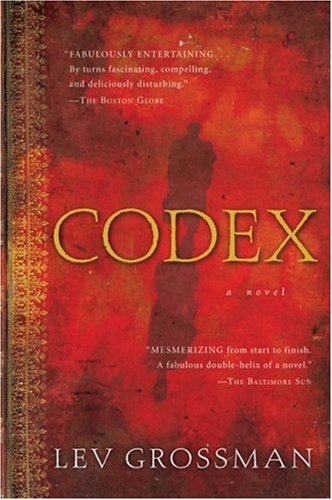 "FABULOUSLY ENTERTAINING. . .
By turns fascinating, compelling,
and deliciously disturbing."
—THE BOSTON GLOBE
CODEX
a novel
"MESMERIZING from start to finish.
A fabulous double-helix of a novel."
—THE BALTIMORE SUN
LEV GROSSMAN